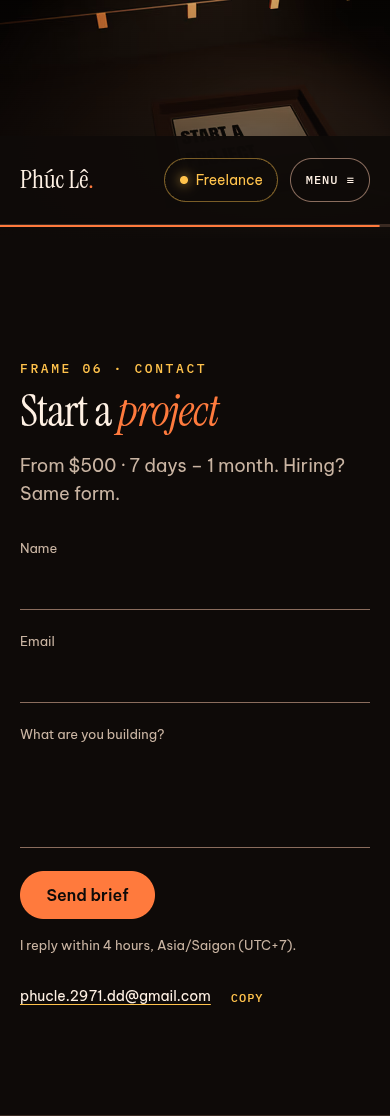 START A
Phúc Lê.
Freelance
MENU ≡
FRAME 06 · CONTACT
Start a project
From $500 · 7 days – 1 month. Hiring?
Same form.
Name
Email
What are you building?
Send brief
I reply within 4 hours, Asia/Saigon (UTC+7).
phucle.2971.dd@gmail.com
COPY